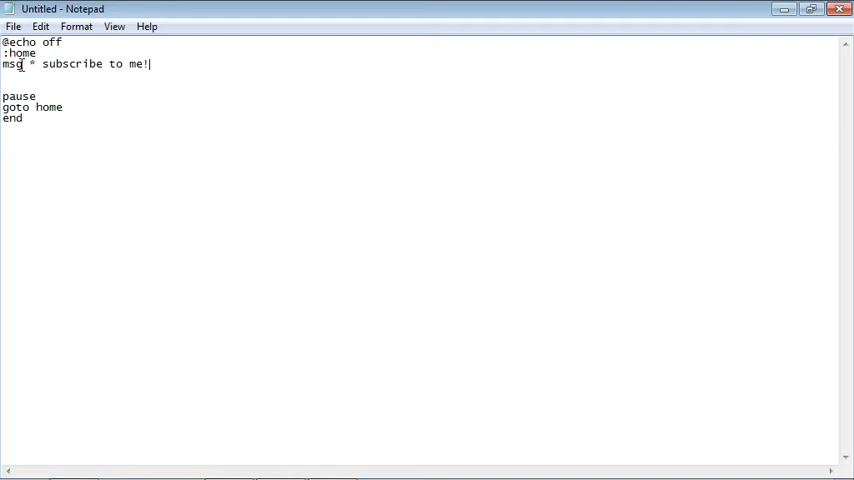 Untitled - Notepad
File Edit Format View Help
@echo off
:home
msg * subscribe to me!
pause
goto home
end